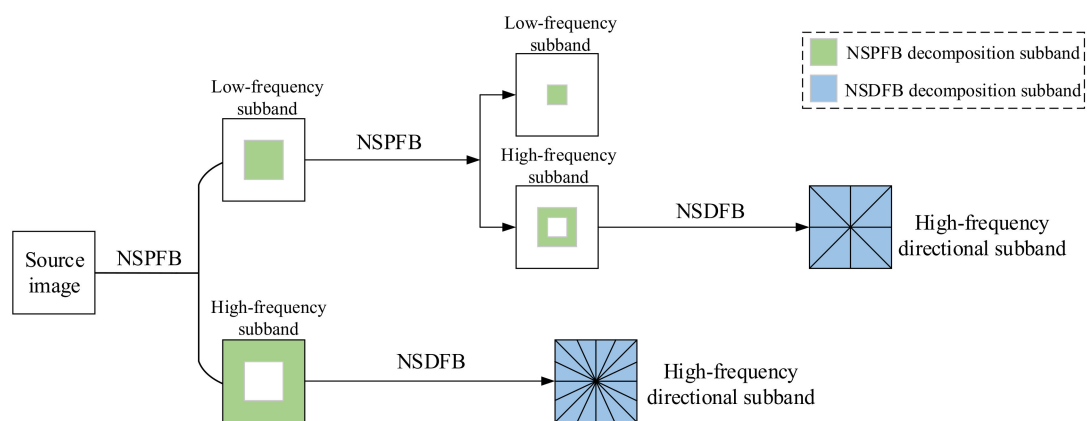 Low-frequency
subband
NSPFB decomposition subband
NSDFB decomposition subband
Low-frequency
subband
NSPFB
High-frequency
subband
NSDFB
High-frequency
directional subband
Source
image
NSPFB
High-frequency
subband
NSDFB
High-frequency
directional subband